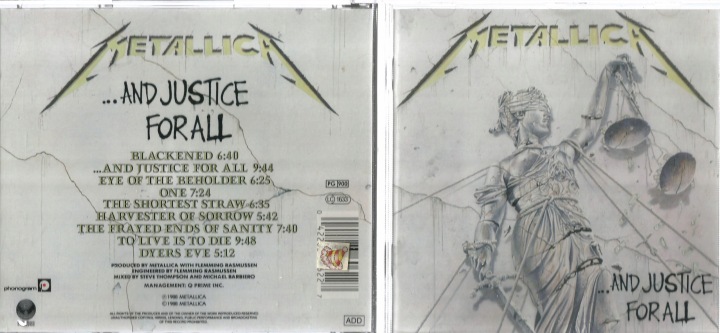 METALLICA
...AND JUSTICE
FOR ALL
BLACKENED 6:40
...AND JUSTICE FOR ALL 9:44
EYE OF THE BEHOLDER 6:25
ONE 7:24
THE SHORTEST STRAW 6:35
HARVESTER OF SORROW 5:42
THE FRAYED ENDS OF SANITY 7:40
TO LIVE IS TO DIE 9:48
DYERS EVE 5:12
PRODUCED BY METALLICA WITH FLEMMING RASMUSSEN
ENGINEERED BY FLEMMING RASMUSSEN
MIXED BY STEVE THOMPSON AND MICHAEL BARBIERO
MANAGEMENT: Q PRIME INC.
℗ 1988 METALLICA
© 1988 METALLICA
phonogram
ADD
METALLICA
...AND JUSTICE
FOR ALL